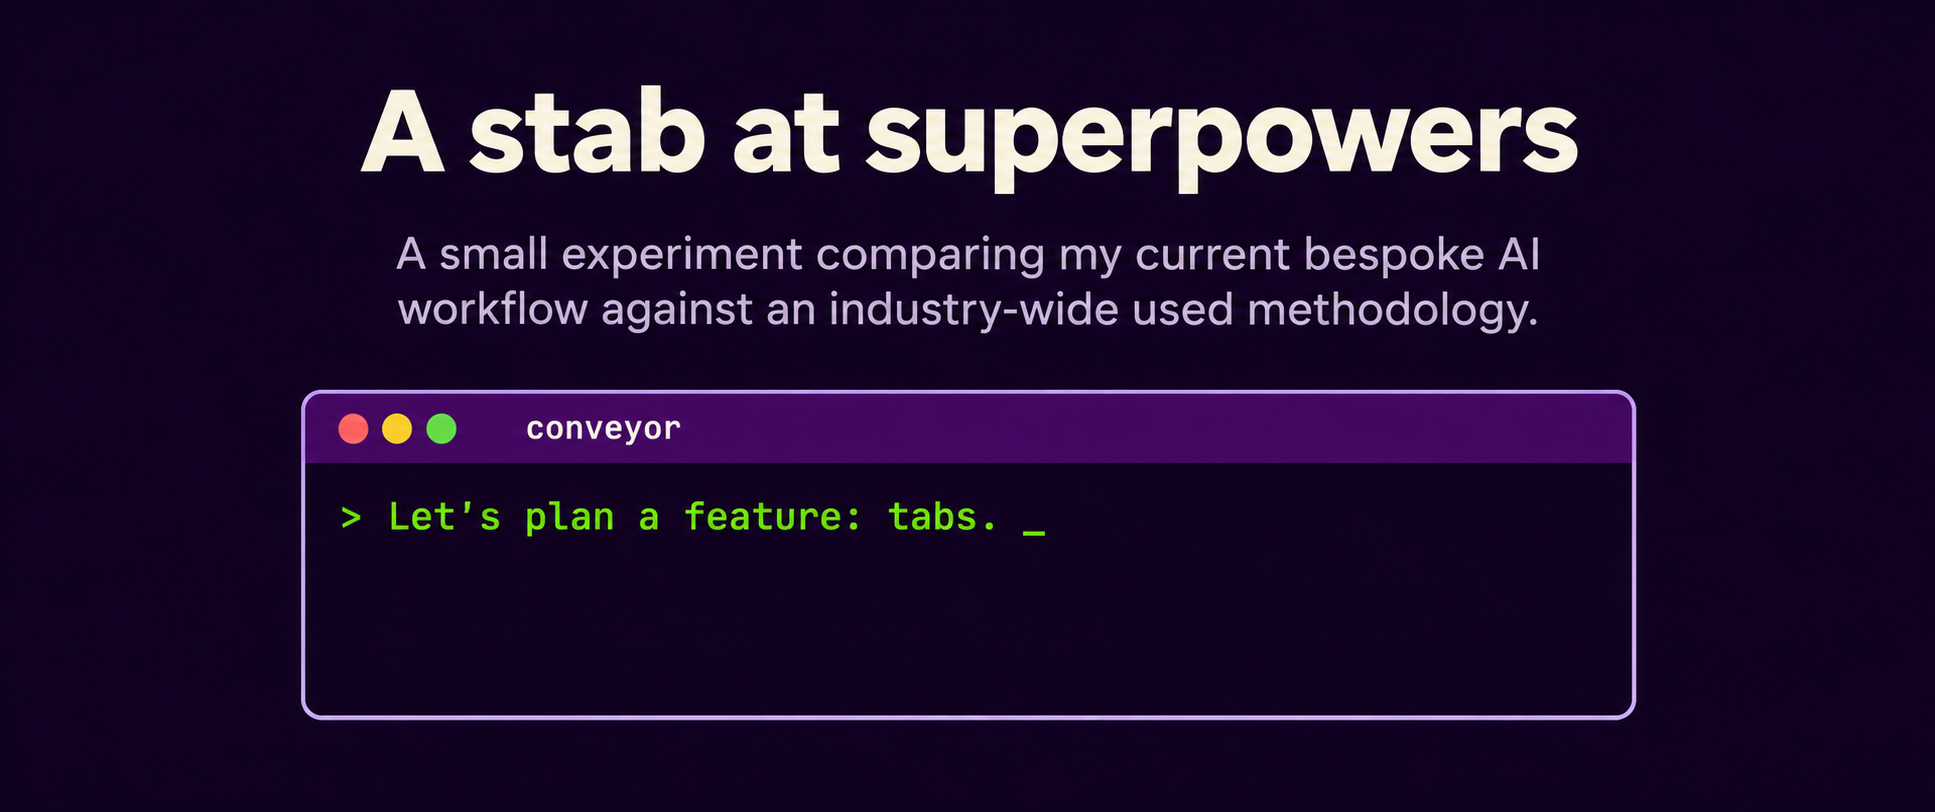 A stab at superpowers
A small experiment comparing my current bespoke AI
workflow against an industry-wide used methodology.
conveyor
> Let's plan a feature: tabs. _